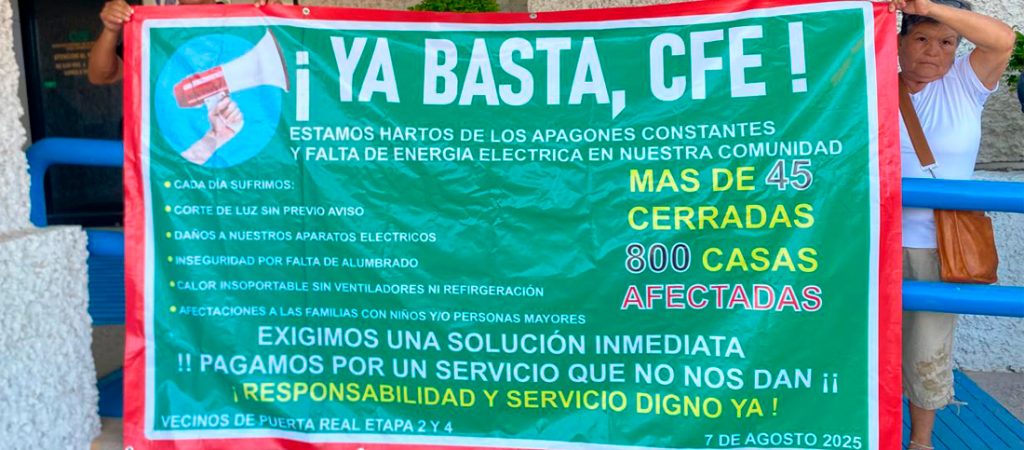 ¡ YA BASTA, CFE !
ESTAMOS HARTOS DE LOS APAGONES CONSTANTES
Y FALTA DE ENERGIA ELECTRICA EN NUESTRA COMUNIDAD
• CADA DÍA SUFRIMOS:
• CORTE DE LUZ SIN PREVIO AVISO
• DAÑOS A NUESTROS APARATOS ELECTRICOS
• INSEGURIDAD POR FALTA DE ALUMBRADO
• CALOR INSOPORTABLE SIN VENTILADORES NI REFIRGERACIÓN
• AFECTACIONES A LAS FAMILIAS CON NIÑOS Y/O PERSONAS MAYORES
MAS DE 45
CERRADAS
800 CASAS
AFECTADAS
EXIGIMOS UNA SOLUCIÓN INMEDIATA
!! PAGAMOS POR UN SERVICIO QUE NO NOS DAN ¡¡
¡RESPONSABILIDAD Y SERVICIO DIGNO YA !
VECINOS DE PUERTA REAL ETAPA 2 Y 4
7 DE AGOSTO 2025